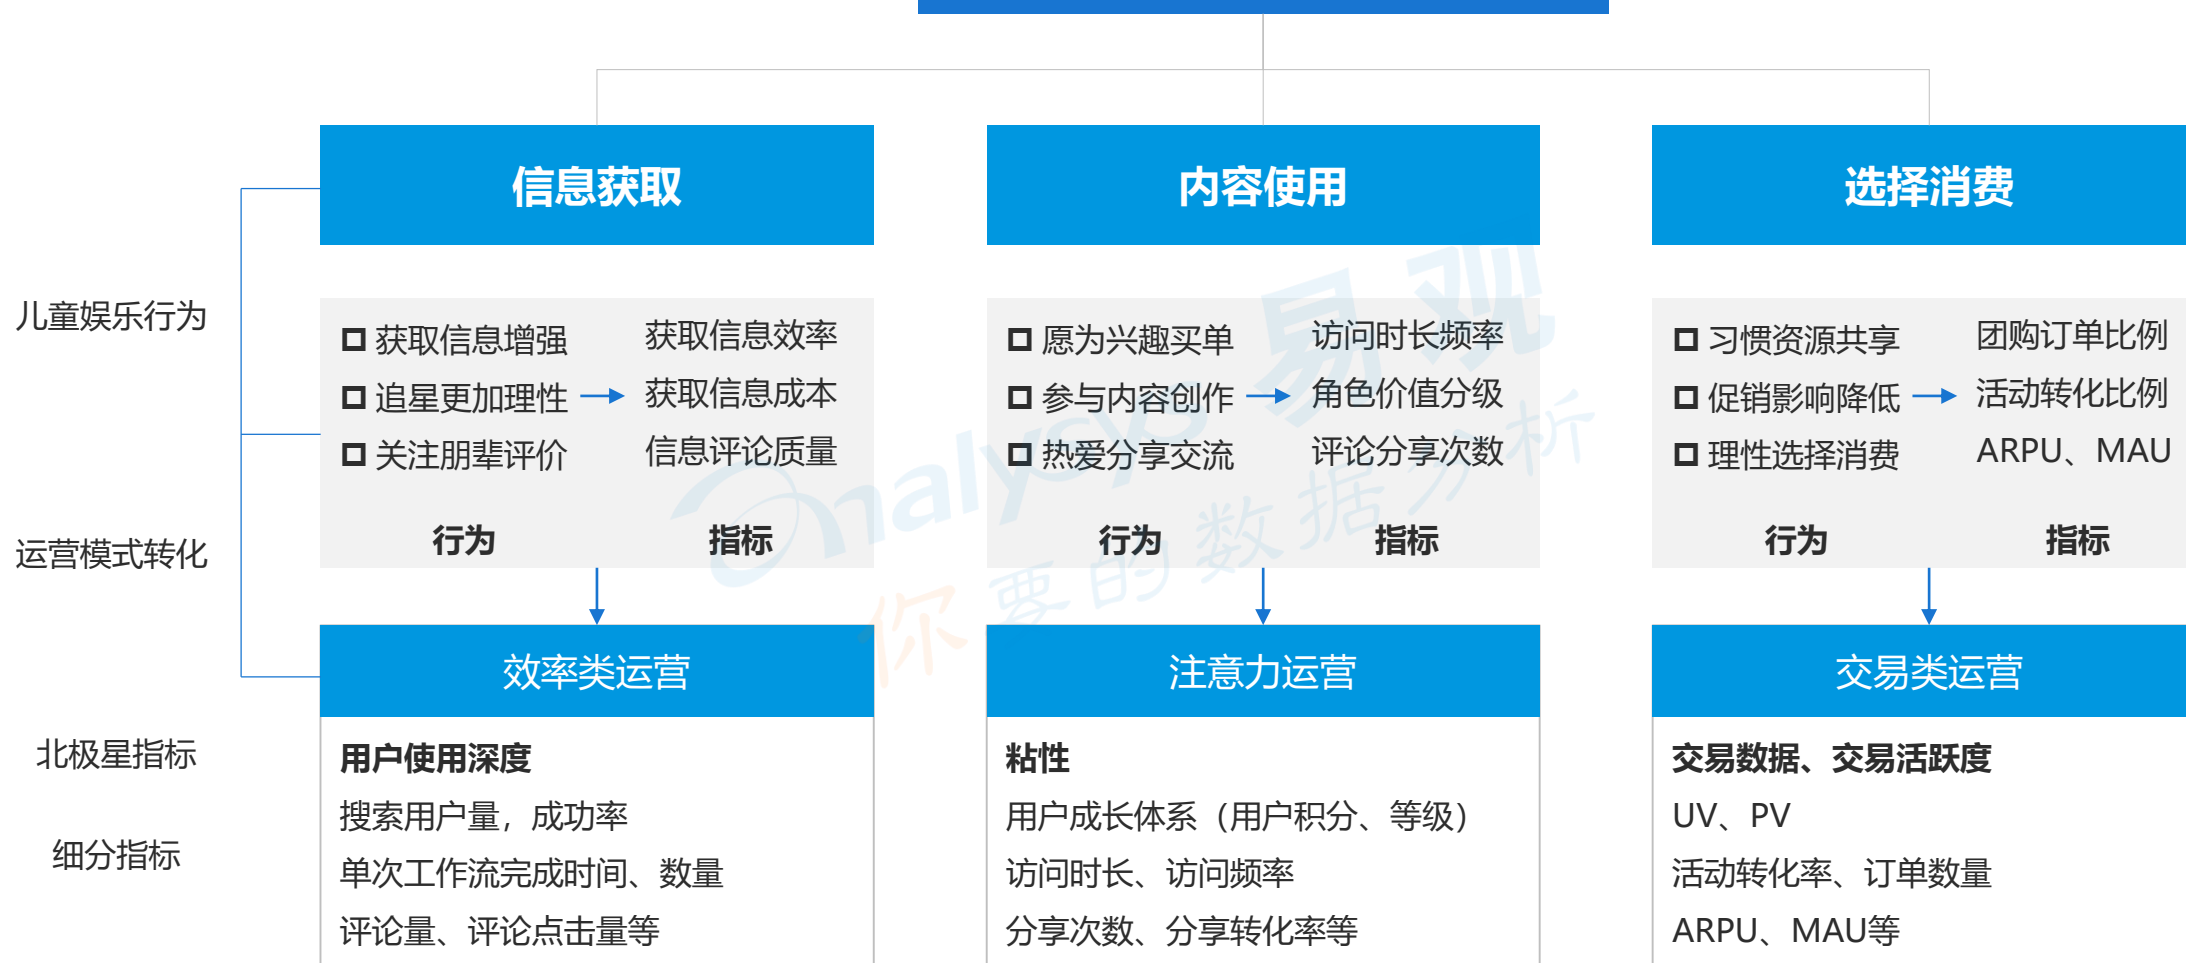 信息获取
内容使用
选择消费
儿童娱乐行为
获取信息增强
追星更加理性
关注朋辈评价
获取信息效率
获取信息成本
信息评论质量
行为
指标
愿为兴趣买单
参与内容创作
热爱分享交流
访问时长频率
角色价值分级
评论分享次数
行为
指标
习惯资源共享
促销影响降低
理性选择消费
团购订单比例
活动转化比例
ARPU、MAU
行为
指标
analysys 易观
你要的数据分析
运营模式转化
效率类运营
注意力运营
交易类运营
北极星指标
用户使用深度
粘性
交易数据、交易活跃度
细分指标
搜索用户量，成功率
单次工作流完成时间、数量
评论量、评论点击量等
用户成长体系（用户积分、等级）
访问时长、访问频率
分享次数、分享转化率等
UV、PV
活动转化率、订单数量
ARPU、MAU等